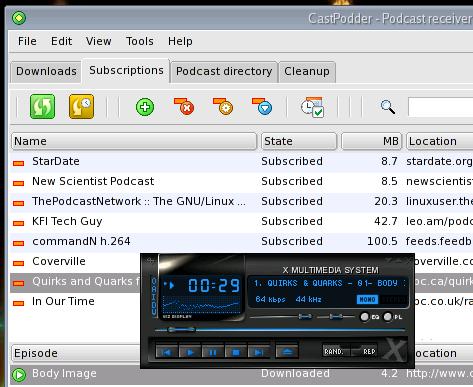 CastPodder - Podcast receiver
File Edit View Tools Help
Downloads Subscriptions Podcast directory Cleanup
Name State MB Location
StarDate Subscribed 8.7 stardate.org
New Scientist Podcast Subscribed 8.5 newscientist
ThePodcastNetwork :: The GNU/Linux ... Subscribed 20.3 linuxuser.the
KFI Tech Guy Subscribed 42.7 leo.am/podc
commandN h.264 Subscribed 100.5 feeds.feedb
Coverville coverville.co
Quirks and Quarks f bc.ca/quirk
In Our Time bc.co.uk/ra
X MULTIMEDIA SYSTEM
00:29
1. QUIRKS & QUARKS - 01- BODY
64 kbps 44 kHz MONO
EQ PL
RAND. REP
X
Episode Location
Body Image Downloaded 4.2 http://www.c